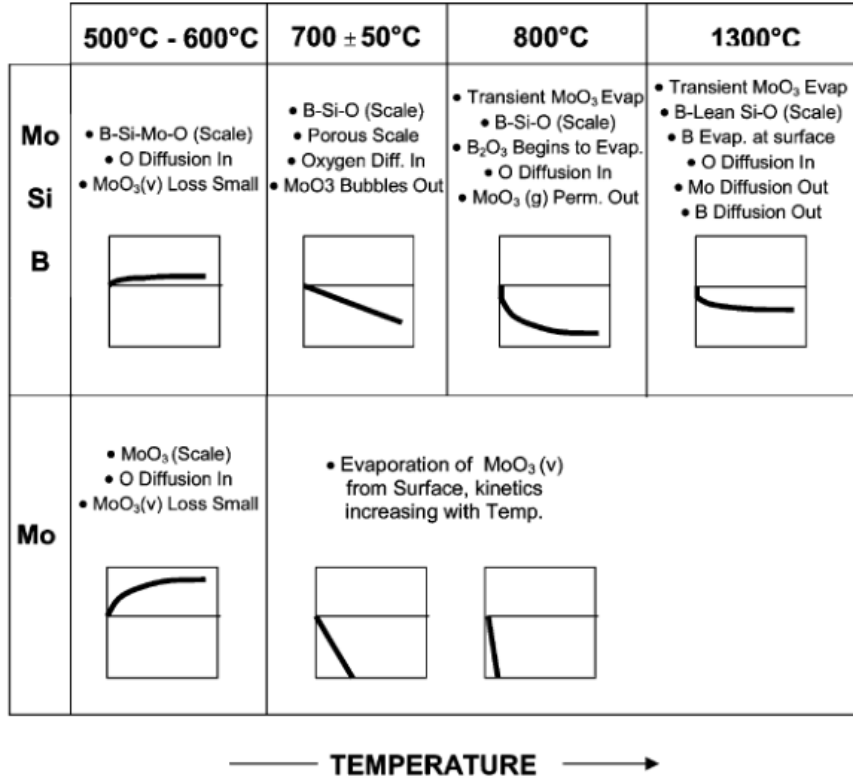 500°C - 600°C
700 ± 50°C
800°C
1300°C
Mo
Si
B
• B-Si-Mo-O (Scale)
• O Diffusion In
• MoO₃(v) Loss Small
• B-Si-O (Scale)
• Porous Scale
• Oxygen Diff. In
• MoO3 Bubbles Out
• Transient MoO₃ Evap
• B-Si-O (Scale)
• B₂O₃ Begins to Evap.
• O Diffusion In
• MoO₃ (g) Perm. Out
• Transient MoO₃ Evap
• B-Lean Si-O (Scale)
• B Evap. at surface
• O Diffusion In
• Mo Diffusion Out
• B Diffusion Out
Mo
• MoO₃ (Scale)
• O Diffusion In
• MoO₃(v) Loss Small
• Evaporation of MoO₃ (v)
from Surface, kinetics
increasing with Temp.
TEMPERATURE